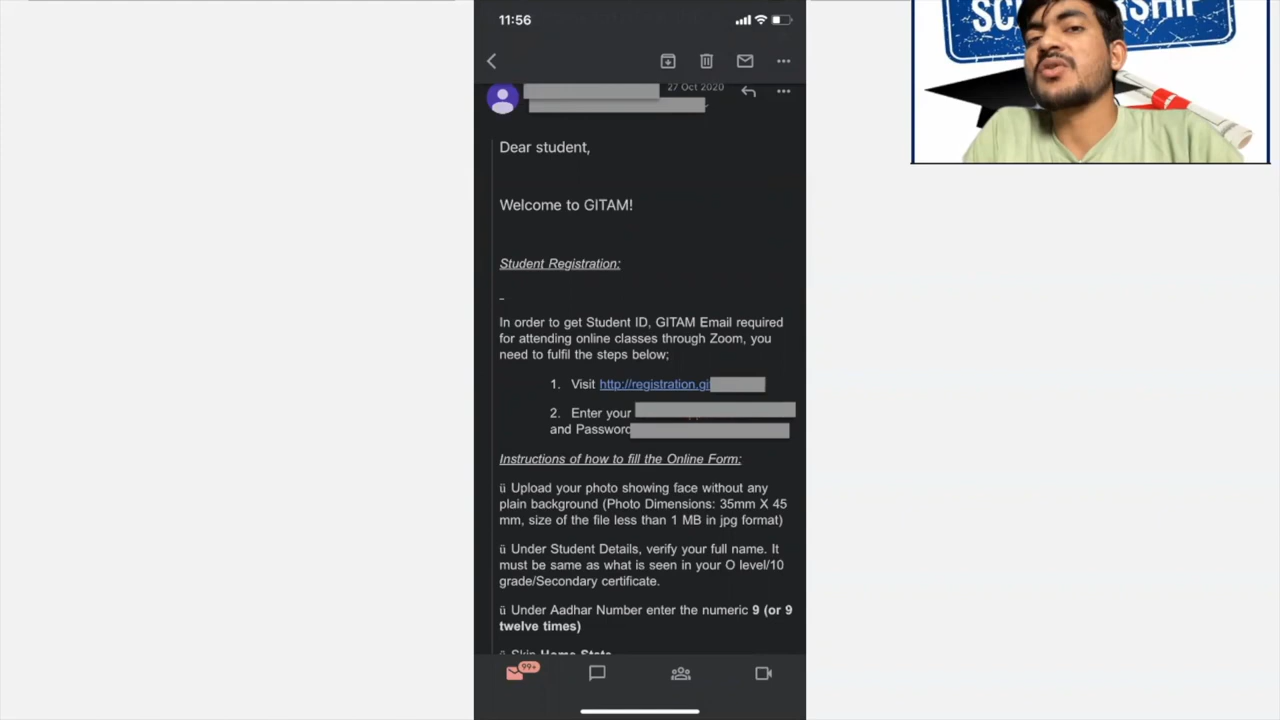 11:56
27 Oct 2020
Dear student,
Welcome to GITAM!
Student Registration:
In order to get Student ID, GITAM Email required
for attending online classes through Zoom, you
need to fulfil the steps below;
1. Visit http://registration.gi
2. Enter your
and Password
Instructions of how to fill the Online Form:
ü Upload your photo showing face without any
plain background (Photo Dimensions: 35mm X 45
mm, size of the file less than 1 MB in jpg format)
ü Under Student Details, verify your full name. It
must be same as what is seen in your O level/10
grade/Secondary certificate.
ü Under Aadhar Number enter the numeric 9 (or 9
twelve times)
ü Skip Home State
99+